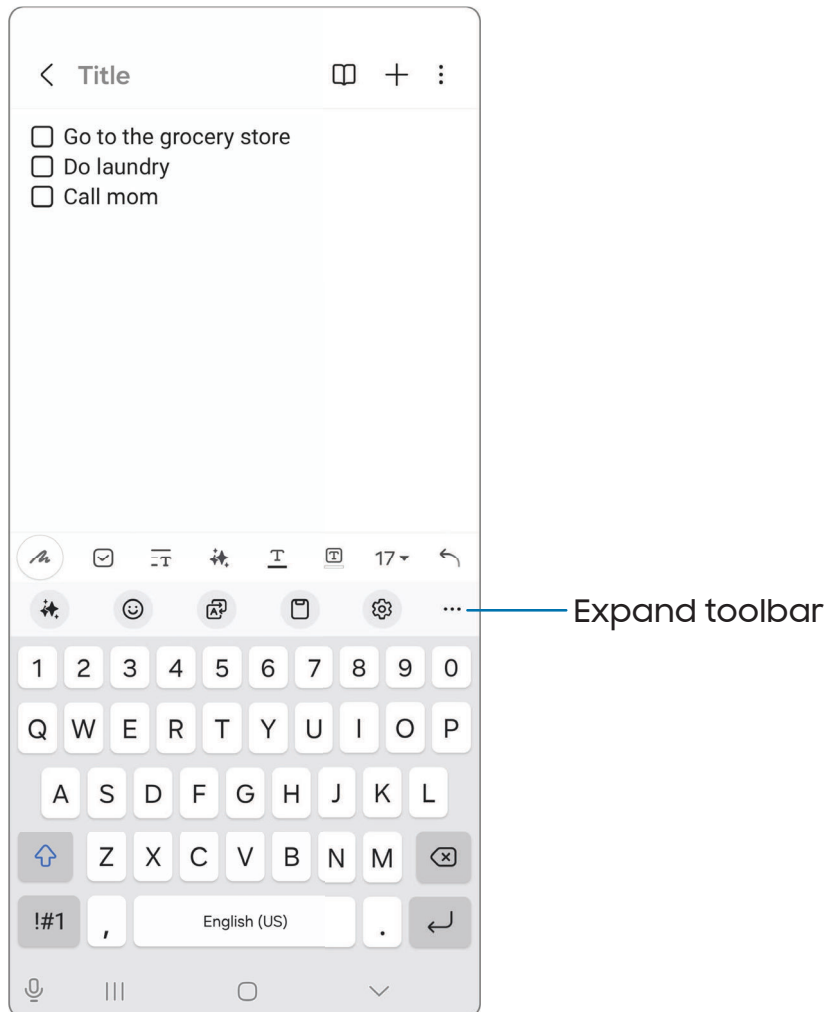 Title
Go to the grocery store
Do laundry
Call mom
T T T 17
A
Expand toolbar
1 2 3 4 5 6 7 8 9 0
Q W E R T Y U I O P
A S D F G H J K L
Z X C V B N M
!#1 , English (US) .